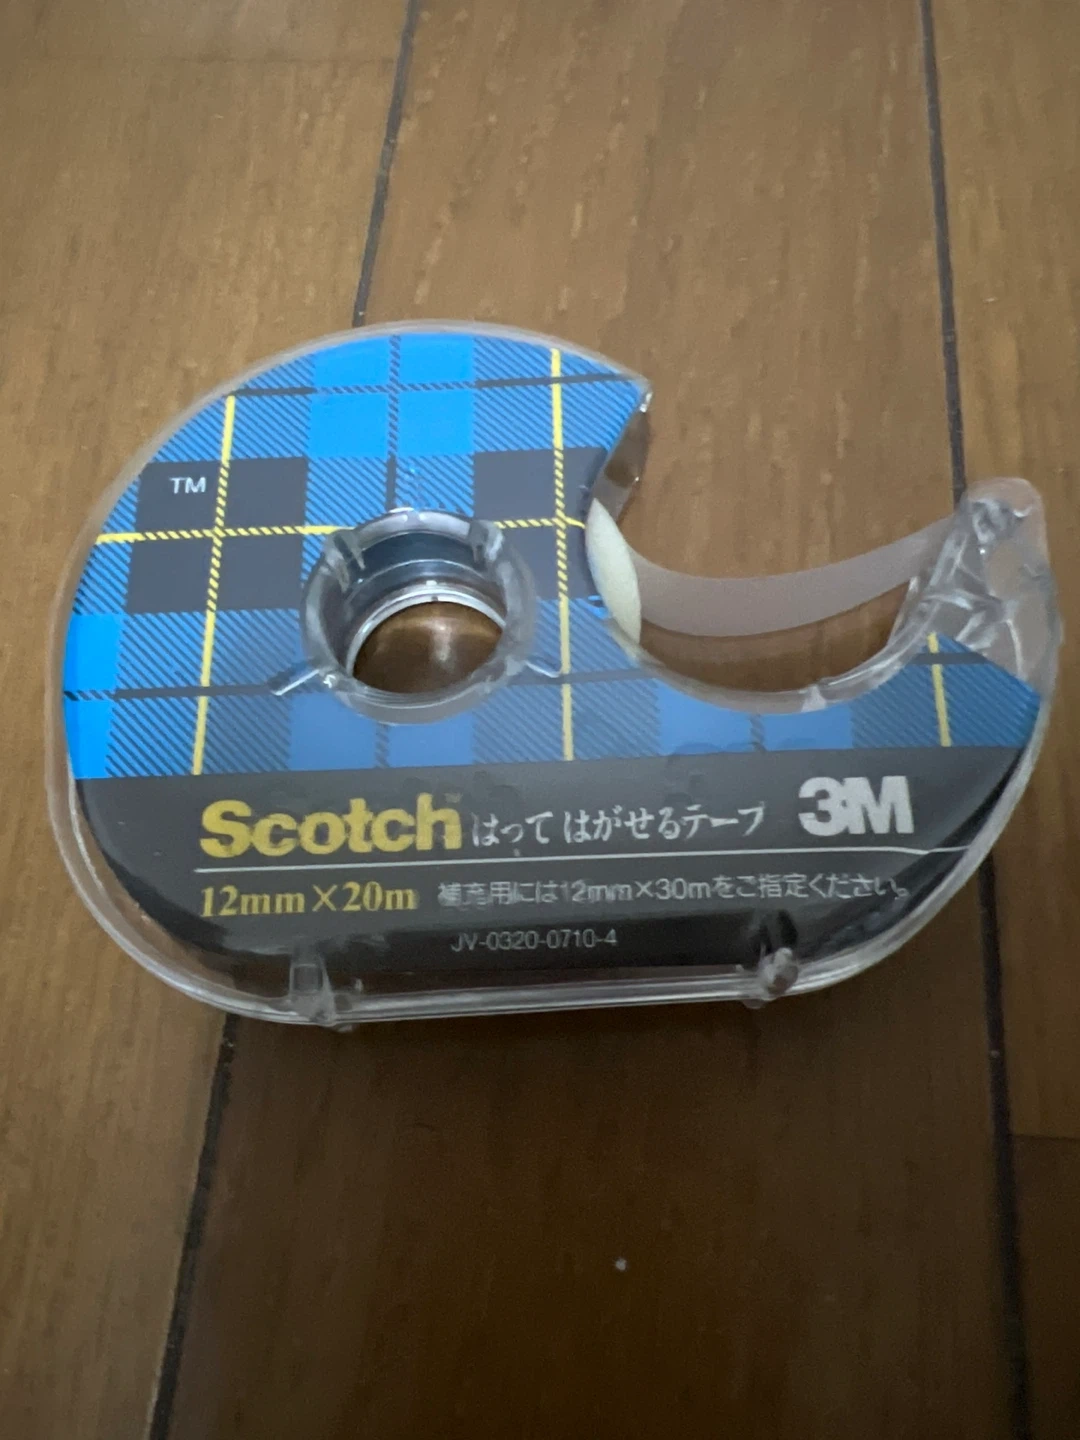 TM
Scotch™ はって はがせるテープ 3M
12mm×20m 補充用には12mm×30mをご指定ください。
JV-0320-0710-4